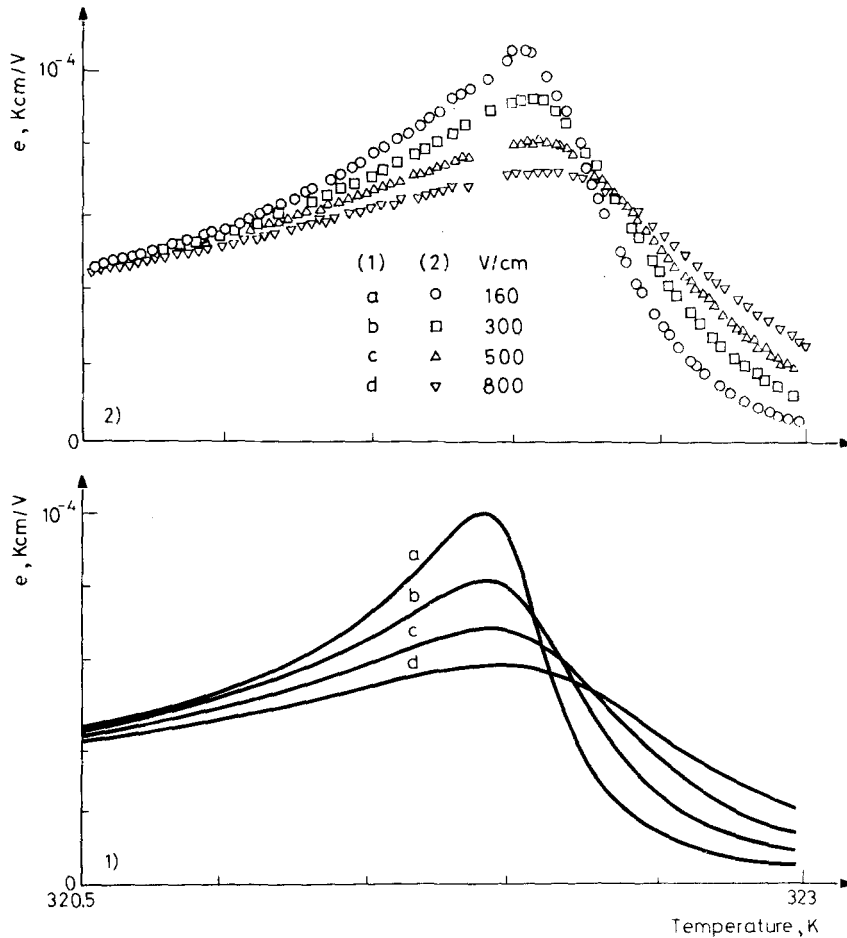 10⁻⁴
e, Kcm/V
(1) (2) V/cm
a 160
b 300
c 500
d 800
2)
0
10⁻⁴
e, Kcm/V
a
b
c
d
1)
0
320.5 323
Temperature, K